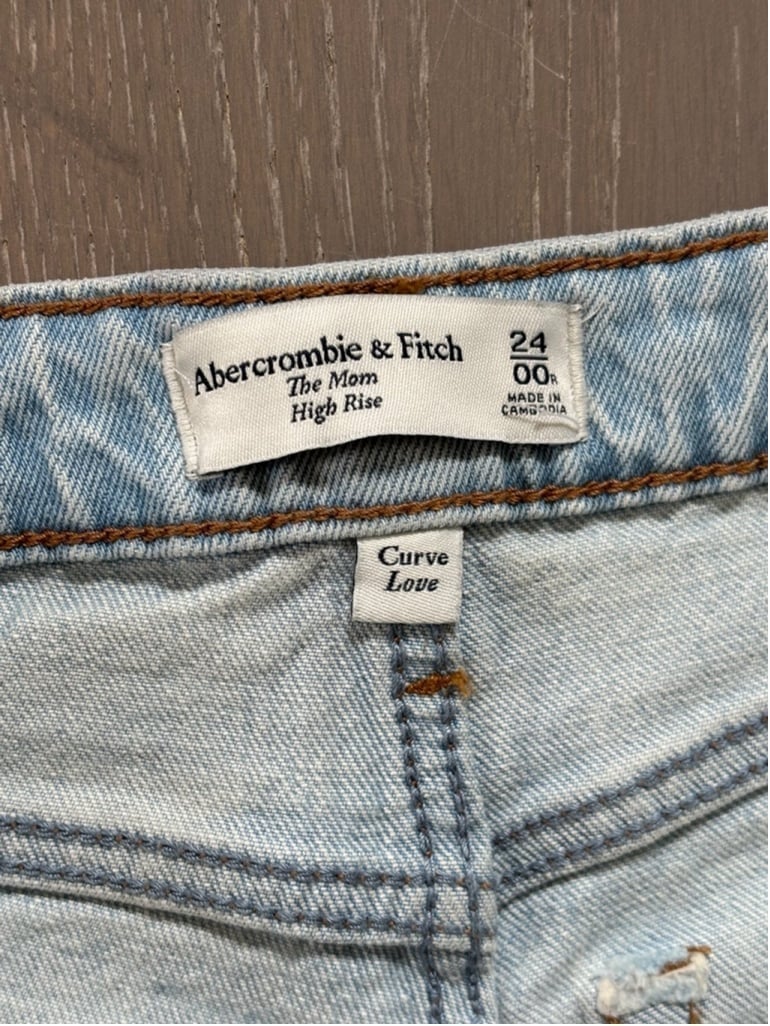 Abercrombie & Fitch
The Mom
High Rise
24
00R
MADE IN
CAMBODIA
Curve
Love